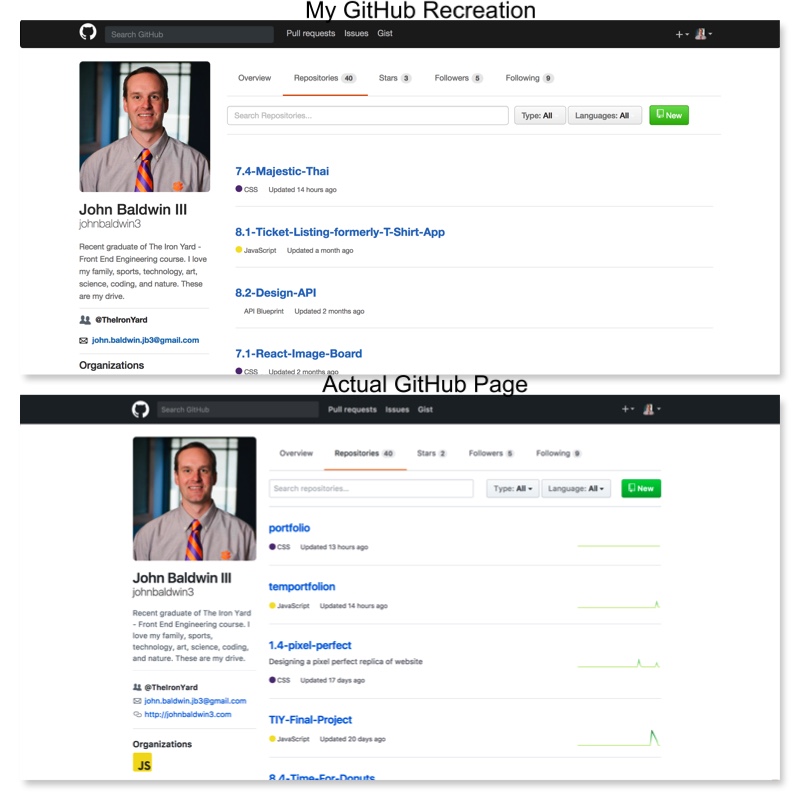 My GitHub Recreation
Search GitHub Pull requests Issues Gist
Overview Repositories 40 Stars 3 Followers 5 Following 9
Search Repositories... Type: All Languages: All New
7.4-Majestic-Thai
CSS Updated 14 hours ago
John Baldwin III
johnbaldwin3
8.1-Ticket-Listing-formerly-T-Shirt-App
JavaScript Updated a month ago
Recent graduate of The Iron Yard -
Front End Engineering course. I love
my family, sports, technology, art,
science, coding, and nature. These
are my drive.
8.2-Design-API
API Blueprint Updated 2 months ago
@TheIronYard
john.baldwin.jb3@gmail.com
Organizations
7.1-React-Image-Board
CSS Updated 2 months ago
Actual GitHub Page
Search GitHub Pull requests Issues Gist
Overview Repositories 40 Stars 2 Followers 5 Following 9
Search repositories... Type: All Language: All New
portfolio
CSS Updated 13 hours ago
John Baldwin III
johnbaldwin3
temportfolion
JavaScript Updated 14 hours ago
Recent graduate of The Iron Yard
- Front End Engineering course. I
love my family, sports,
technology, art, science, coding,
and nature. These are my drive.
1.4-pixel-perfect
Designing a pixel perfect replica of website
CSS Updated 17 days ago
@TheIronYard
john.baldwin.jb3@gmail.com
http://johnbaldwin3.com
TIY-Final-Project
JavaScript Updated 20 days ago
Organizations
JS
8.4-Time-For-Donuts